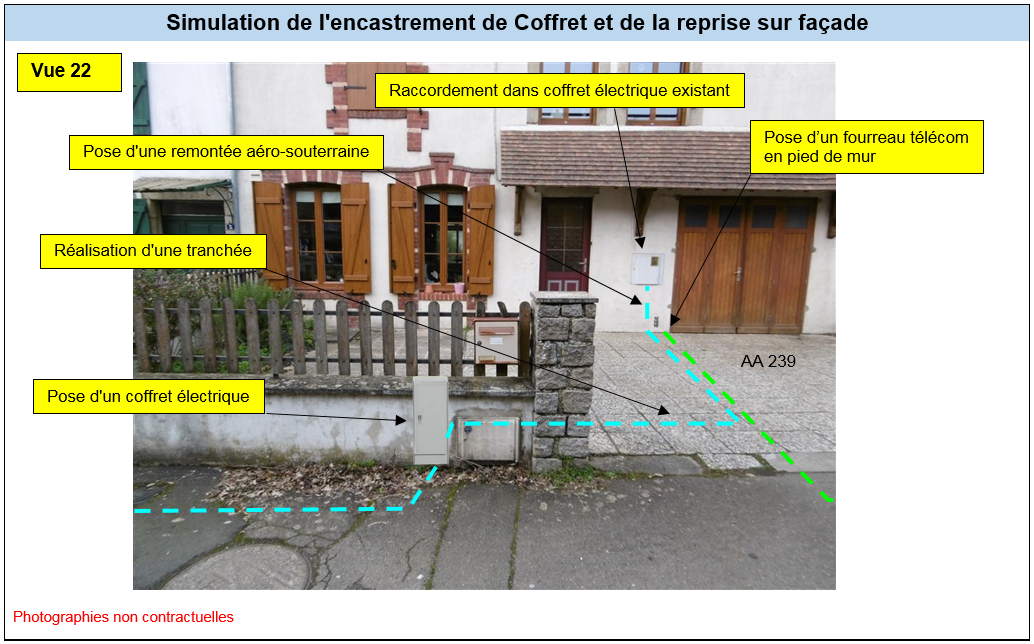 Simulation de l'encastrement de Coffret et de la reprise sur façade
Vue 22
Raccordement dans coffret électrique existant
Pose d'un fourreau télécom
en pied de mur
Pose d'une remontée aéro-souterraine
Réalisation d'une tranchée
AA 239
Pose d'un coffret électrique
Photographies non contractuelles